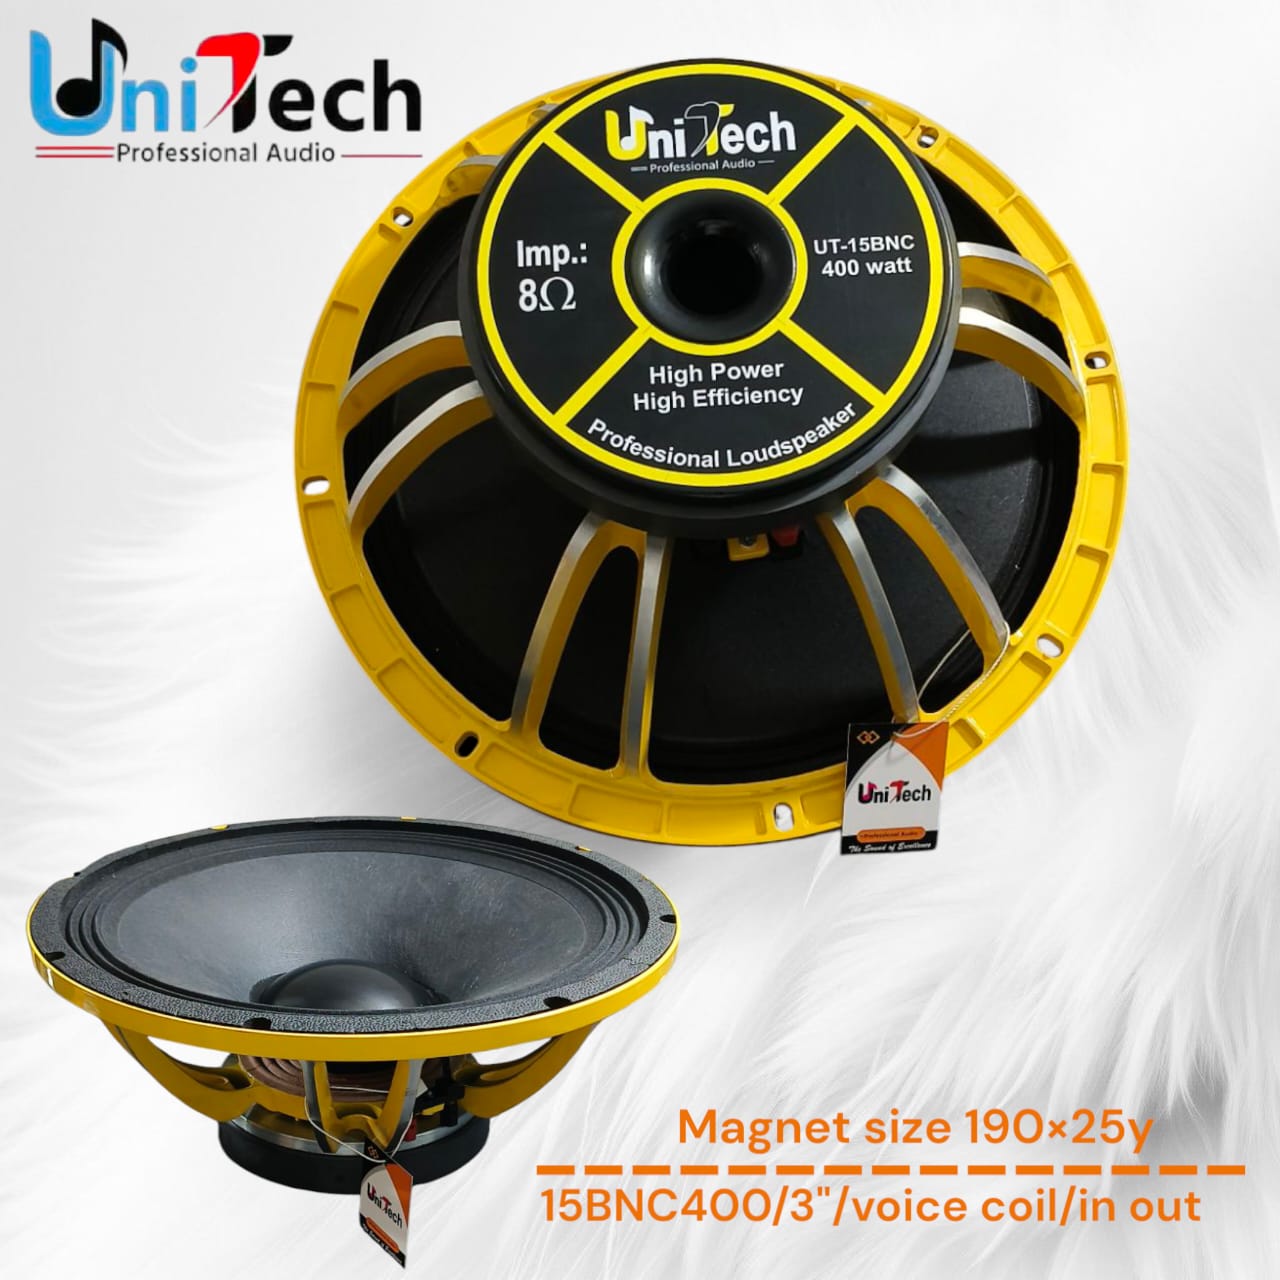 UniTech
Professional Audio
UniTech
Professional Audio
Imp.:
8Ω
UT-15BNC
400 watt
High Power
High Efficiency
Professional Loudspeaker
UniTech
Professional Audio
The Sound of Excellence
UniTech
Magnet size 190×25y
15BNC400/3"/voice coil/in out